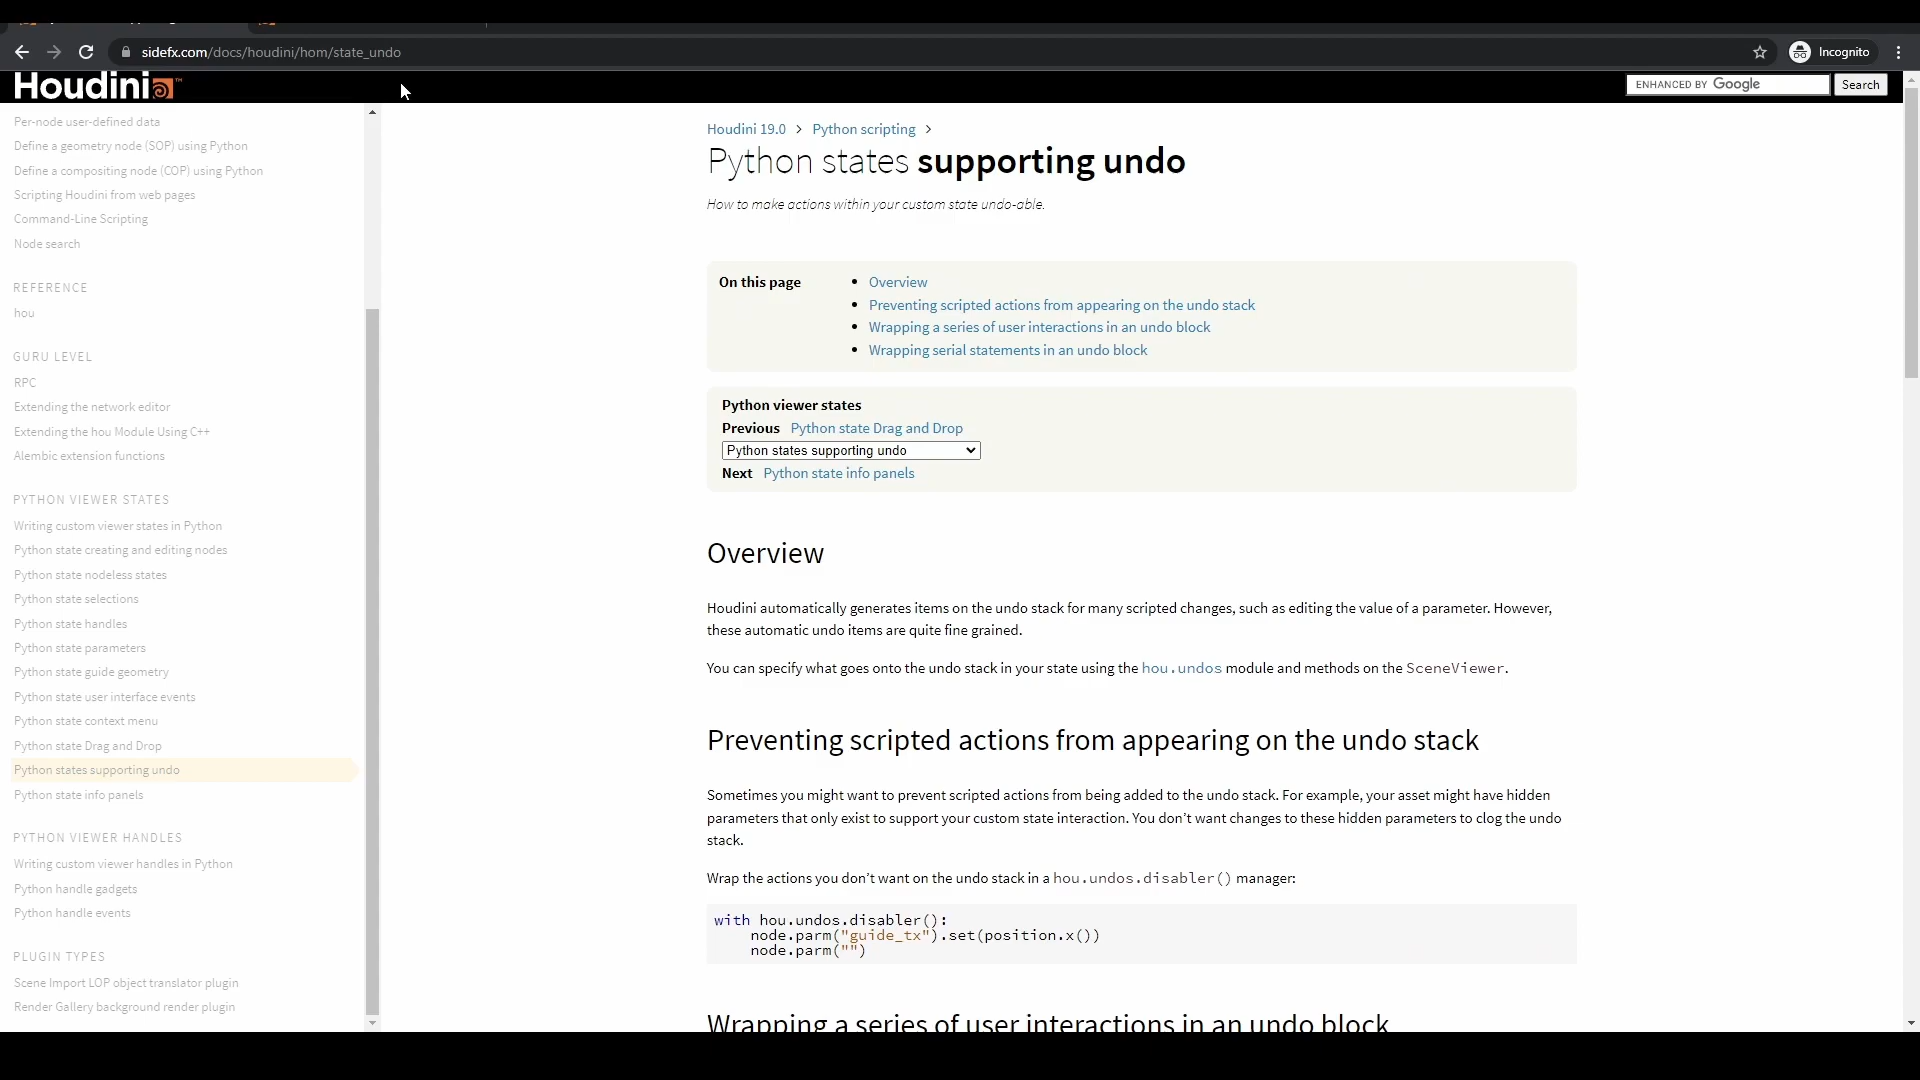 sidefx.com/docs/houdini/hom/state_undo
Incognito
Houdini
ENHANCED BY Google
Search
Per-node user-defined data
Define a geometry node (SOP) using Python
Define a compositing node (COP) using Python
Scripting Houdini from web pages
Command-Line Scripting
Node search
REFERENCE
hou
GURU LEVEL
RPC
Extending the network editor
Extending the hou Module Using C++
Alembic extension functions
PYTHON VIEWER STATES
Writing custom viewer states in Python
Python state creating and editing nodes
Python state nodeless states
Python state selections
Python state handles
Python state parameters
Python state guide geometry
Python state user interface events
Python state context menu
Python state Drag and Drop
Python states supporting undo
Python state info panels
PYTHON VIEWER HANDLES
Writing custom viewer handles in Python
Python handle gadgets
Python handle events
PLUGIN TYPES
Scene Import LOP object translator plugin
Render Gallery background render plugin
Houdini 19.0 > Python scripting >
Python states supporting undo
How to make actions within your custom state undo-able.
On this page
• Overview
• Preventing scripted actions from appearing on the undo stack
• Wrapping a series of user interactions in an undo block
• Wrapping serial statements in an undo block
Python viewer states
Previous Python state Drag and Drop
Python states supporting undo
Next Python state info panels
Overview
Houdini automatically generates items on the undo stack for many scripted changes, such as editing the value of a parameter. However,
these automatic undo items are quite fine grained.
You can specify what goes onto the undo stack in your state using the hou.undos module and methods on the SceneViewer.
Preventing scripted actions from appearing on the undo stack
Sometimes you might want to prevent scripted actions from being added to the undo stack. For example, your asset might have hidden
parameters that only exist to support your custom state interaction. You don’t want changes to these hidden parameters to clog the undo
stack.
Wrap the actions you don’t want on the undo stack in a hou.undos.disabler() manager:
with hou.undos.disabler():
    node.parm("guide_tx").set(position.x())
    node.parm("")
Wrapping a series of user interactions in an undo block